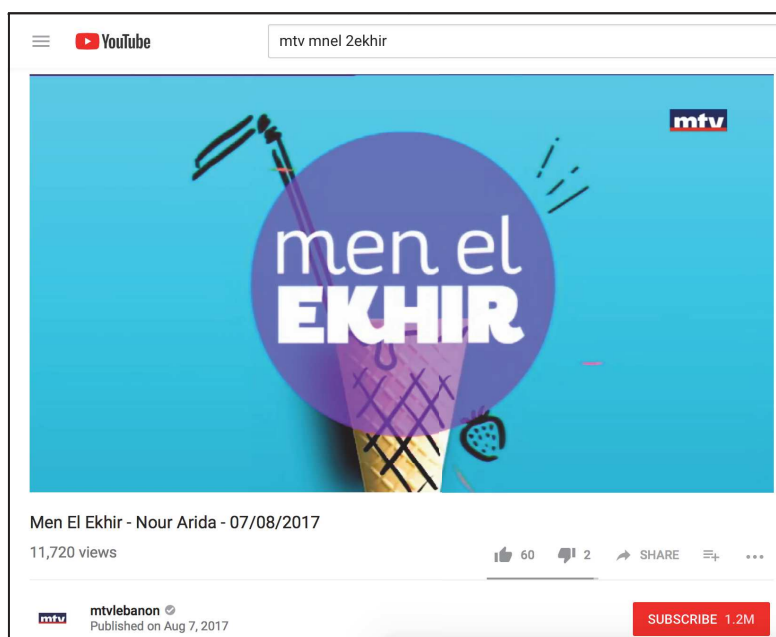 YouTube
mtv mnel 2ekhir
mtv
men el
EKHIR
Men El Ekhir - Nour Arida - 07/08/2017
11,720 views
60 2 SHARE
mtv
mtvlebanon
Published on Aug 7, 2017
SUBSCRIBE 1.2M